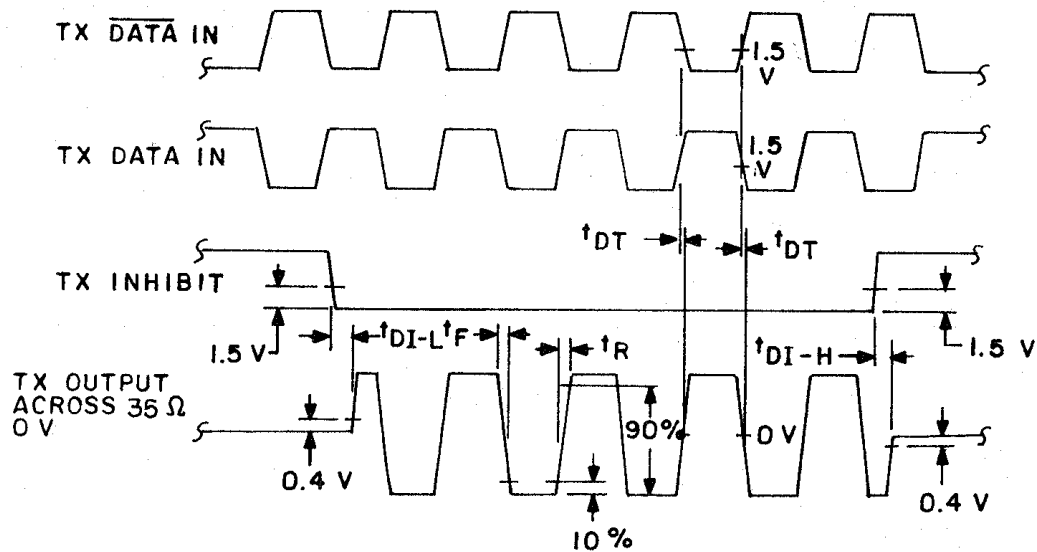 TX DATA IN
1.5
V
TX DATA IN
1.5
V
tDT
tDT
TX INHIBIT
1.5 V
tDI-L
tF
tR
tDI-H
1.5 V
TX OUTPUT
ACROSS 35 Ω
0 V
0.4 V
90%
0 V
0.4 V
10%